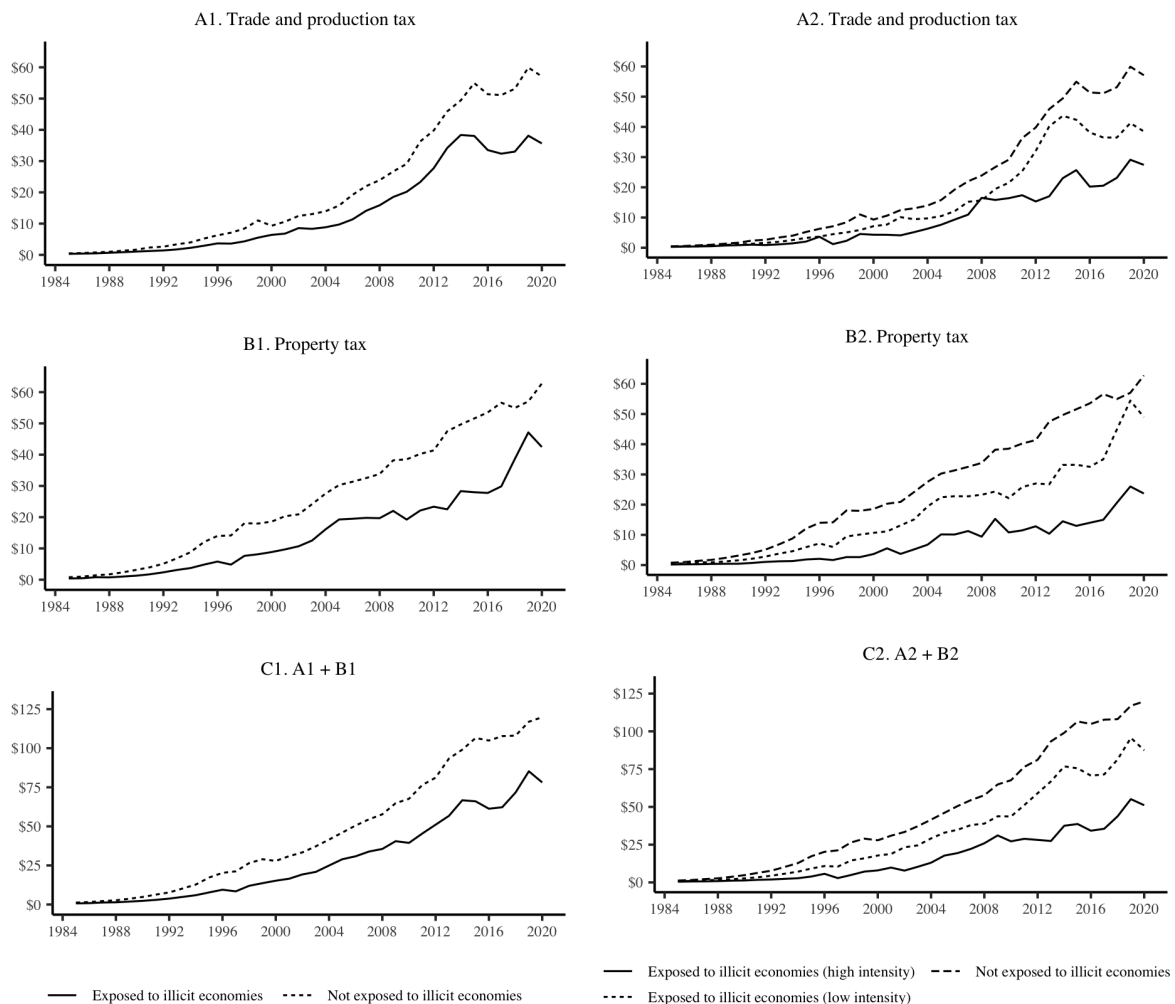 A1. Trade and production tax
$60
$50
$40
$30
$20
$10
$0
1984 1988 1992 1996 2000 2004 2008 2012 2016 2020
A2. Trade and production tax
$60
$50
$40
$30
$20
$10
$0
1984 1988 1992 1996 2000 2004 2008 2012 2016 2020
B1. Property tax
$60
$50
$40
$30
$20
$10
$0
1984 1988 1992 1996 2000 2004 2008 2012 2016 2020
B2. Property tax
$60
$50
$40
$30
$20
$10
$0
1984 1988 1992 1996 2000 2004 2008 2012 2016 2020
C1. A1 + B1
$125
$100
$75
$50
$25
$0
1984 1988 1992 1996 2000 2004 2008 2012 2016 2020
C2. A2 + B2
$125
$100
$75
$50
$25
$0
1984 1988 1992 1996 2000 2004 2008 2012 2016 2020
Exposed to illicit economies Not exposed to illicit economies
Exposed to illicit economies (high intensity) Not exposed to illicit economies
Exposed to illicit economies (low intensity)